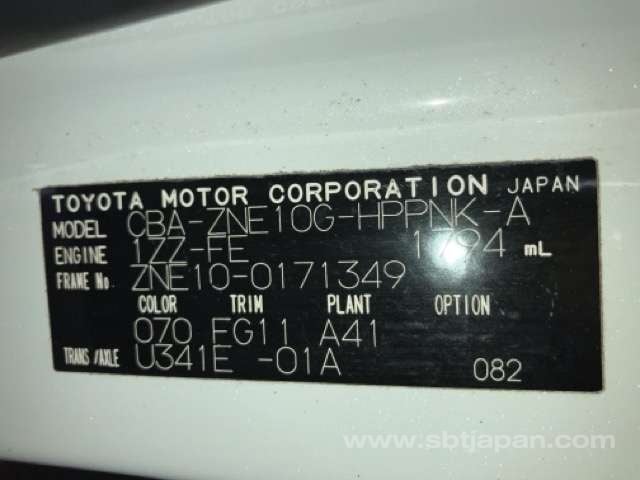 TOYOTA MOTOR CORPORATION JAPAN
MODEL CBA-ZNE10G-HPPNK-A
ENGINE 1ZZ-FE 1794 mL
FRAME No. ZNE10-0171349
COLOR TRIM PLANT OPTION
070 FG11 A41
TRANS/AXLE U341E -01A 082
www.sbtjapan.com